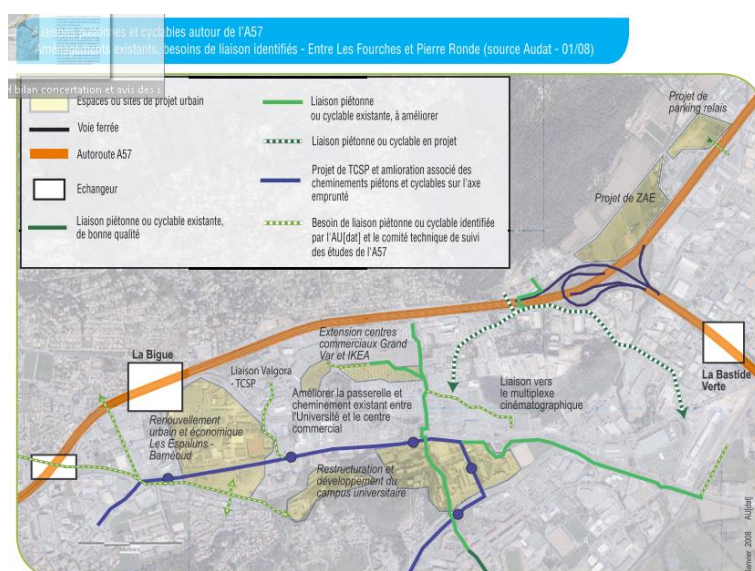 Liaisons piétonnes et cyclables autour de l'A57
Aménagements existants, besoins de liaison identifiés - Entre Les Fourches et Pierre Ronde (source Audat - 01/08)
bilan concertation et avis des s
Espaces ou sites de projet urbain
Voie ferrée
Autoroute A57
Echangeur
Liaison piétonne ou cyclable existante,
de bonne qualité
Liaison piétonne
ou cyclable existante, à améliorer
Liaison piétonne ou cyclable en projet
Projet de TCSP et amlioration associé des
cheminements piétons et cyclables sur l'axe
emprunté
Besoin de liaison piétonne ou cyclable identifiée
par l'AU[dat] et le comité technique de suivi
des études de l'A57
Projet de
parking relais
Projet de ZAE
La Bastide
Verte
Extension centres
commerciaux Grand
Var et IKEA
La Bigue
Liaison Valgora
- TCSP
Améliorer la passerelle et
cheminement existant entre
l'Université et le centre
commercial
Liaison vers
le multiplexe
cinématographique
Renouvellement
urbain et économique
Les Espaluns -
Barnéoud
Restructuration et
développement du
campus universitaire
Mètres
Janvier 2008 AU[dat]